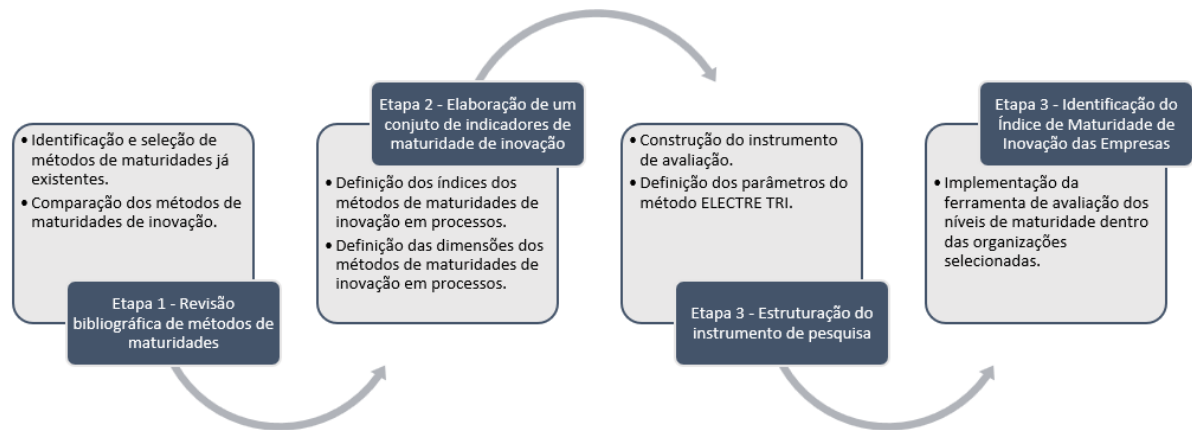 • Identificação e seleção de
métodos de maturidades já
existentes.
• Comparação dos métodos de
maturidades de inovação.
Etapa 1 - Revisão
bibliográfica de métodos de
maturidades
Etapa 2 - Elaboração de um
conjuto de indicadores de
maturidade de inovação
• Definição dos índices dos
métodos de maturidades de
inovação em processos.
• Definição das dimensões dos
métodos de maturidades de
inovação em processos.
• Construção do instrumento
de avaliação.
• Definição dos parâmetros do
método ELECTRE TRI.
Etapa 3 - Estruturação do
instrumento de pesquisa
Etapa 3 - Identificação do
Índice de Maturidade de
Inovação das Empresas
• Implementação da
ferramenta de avaliação dos
níveis de maturidade dentro
das organizações
selecionadas.